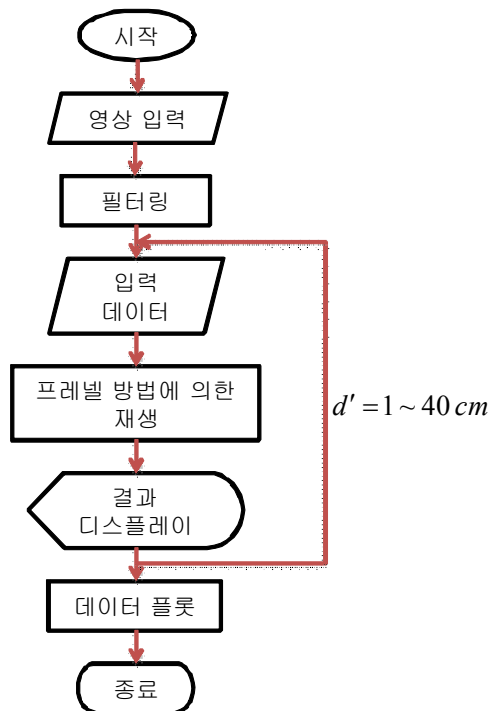 시작
영상 입력
필터링
입력
데이터
프레넬 방법에 의한
재생
d′ = 1 ~ 40 cm
결과
디스플레이
데이터 플롯
종료